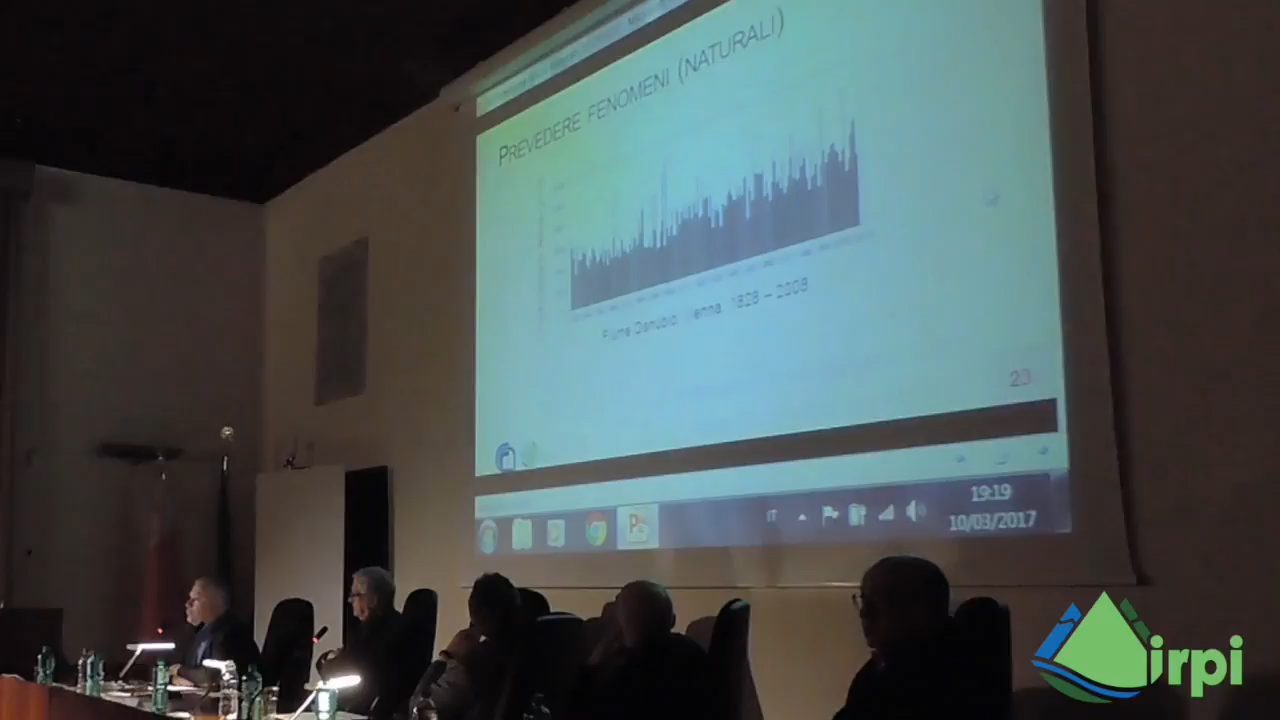 PREVEDERE FENOMENI (NATURALI)
Fiume Danubio, Vienna, 1828 – 2008
23
IT
19:19
10/03/2017
irpi